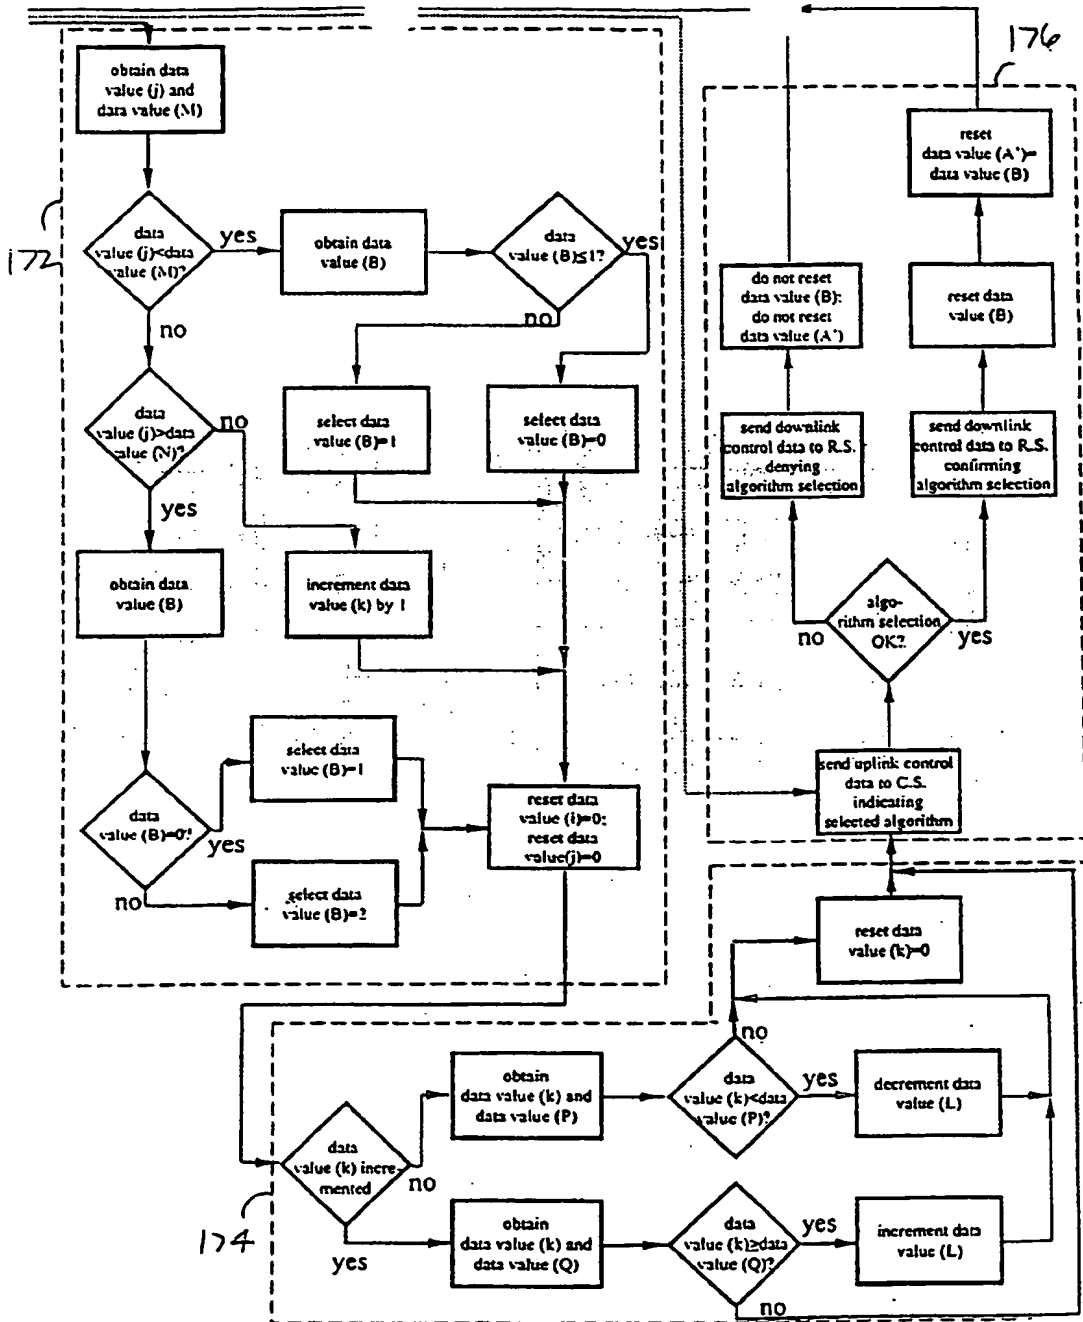 176
obtain data
value (j) and
data value (M)
reset
data value (A')=
data value (B)
172
data
value (j)<data
value (M)?
yes
obtain data
value (B)
data
value (B)≤1?
yes
no
no
do not reset
data value (B);
do not reset
data value (A')
reset data
value (B)
data
value (j)>data
value (N)?
no
yes
select data
value (B)=1
select data
value (B)=0
send downlink
control data to R.S.
denying
algorithm selection
send downlink
control data to R.S.
confirming
algorithm selection
obtain data
value (B)
increment data
value (k) by 1
algo-
rithm selection
OK?
no
yes
select data
value (B)=1
data
value (B)=0?
yes
no
select data
value (B)=2
reset data
value (i)=0;
reset data
value(j)=0
send uplink control
data to C.S.
indicating
selected algorithm
reset data
value (k)=0
174
data
value (k) incre-
mented
no
yes
obtain
data value (k) and
data value (P)
data
value (k)<data
value (P)?
no
yes
decrement data
value (L)
obtain
data value (k) and
data value (Q)
data
value (k)≥data
value (Q)?
yes
no
increment data
value (L)